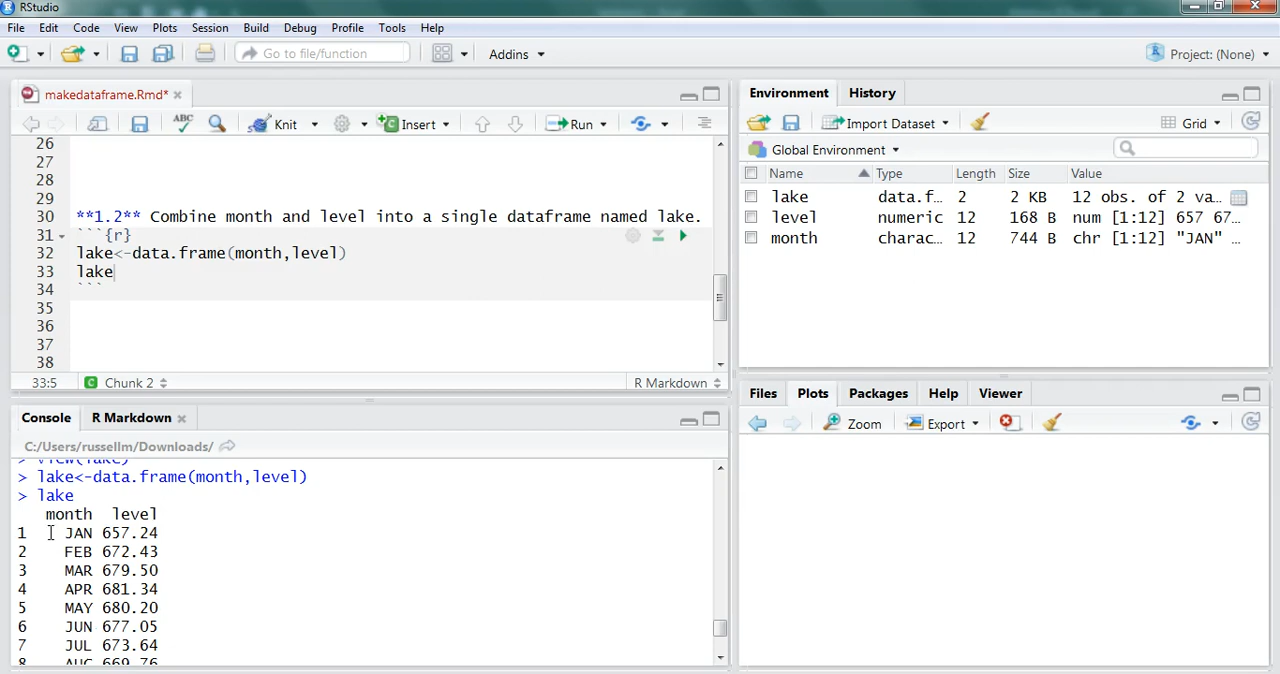 RStudio
File Edit Code View Plots Session Build Debug Profile Tools Help
Go to file/function Addins Project: (None)
makedataframe.Rmd*
ABC Knit Insert Run
26
27
28
29
30 **1.2** Combine month and level into a single dataframe named lake.
31 ```{r}
32 lake<-data.frame(month,level)
33 lake
34 ```
35
36
37
38
33:5 Chunk 2 R Markdown
Console R Markdown
C:/Users/russellm/Downloads/
> View(lake)
> lake<-data.frame(month,level)
> lake
month level
1 JAN 657.24
2 FEB 672.43
3 MAR 679.50
4 APR 681.34
5 MAY 680.20
6 JUN 677.05
7 JUL 673.64
8 AUG 669.76
Environment History
Import Dataset Grid
Global Environment
Name Type Length Size Value
lake data.f… 2 2 KB 12 obs. of 2 va…
level numeric 12 168 B num [1:12] 657 67…
month charac… 12 744 B chr [1:12] "JAN" …
Files Plots Packages Help Viewer
Zoom Export